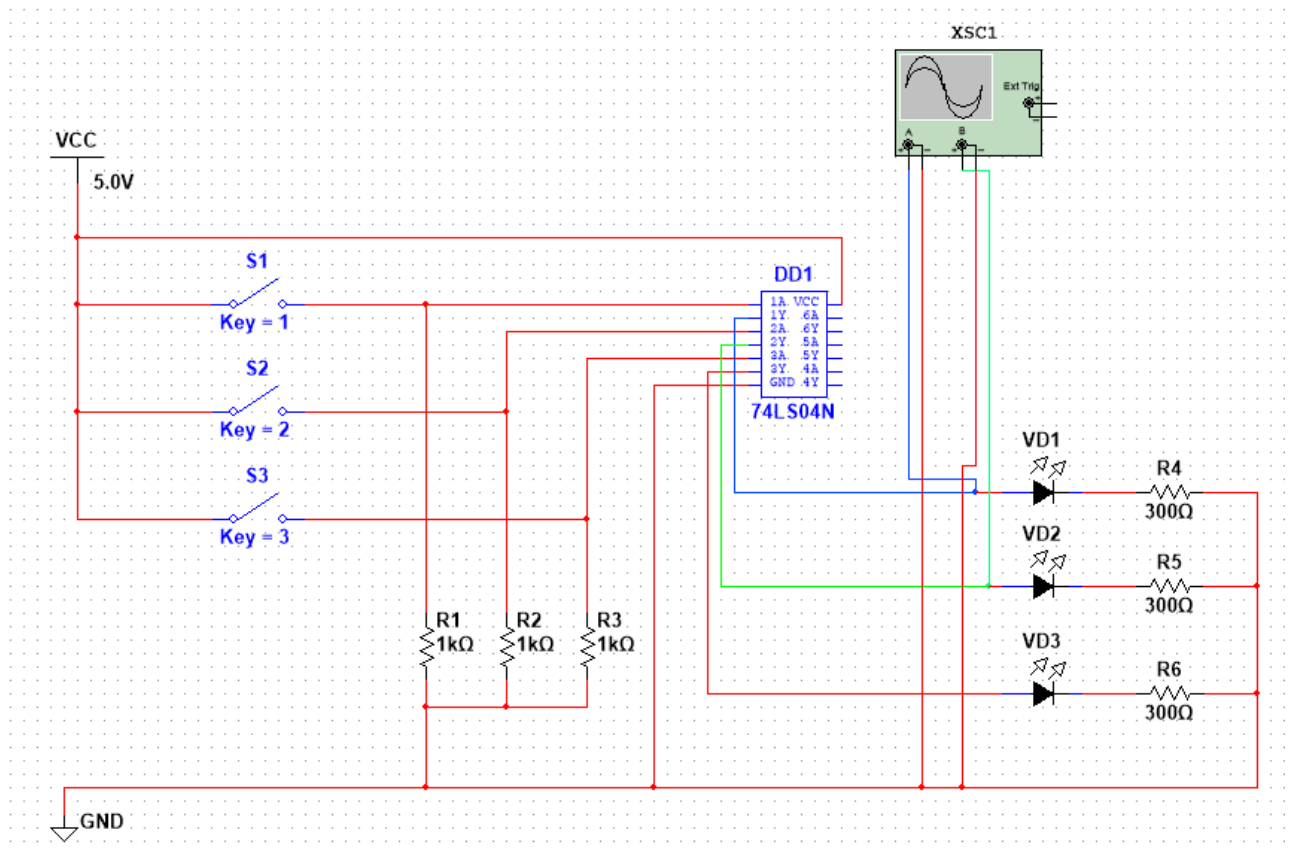 XSC1
Ext Trig
+
-
A
B
+
-
+
-
VCC
5.0V
S1
Key = 1
S2
Key = 2
S3
Key = 3
DD1
1A VCC
1Y .6A
2A. .6Y
2Y .5A
3A .5Y
3Y. .4A
GND .4Y
74LS04N
VD1
R4
300Ω
VD2
R5
300Ω
VD3
R6
300Ω
R1
1kΩ
R2
1kΩ
R3
1kΩ
GND